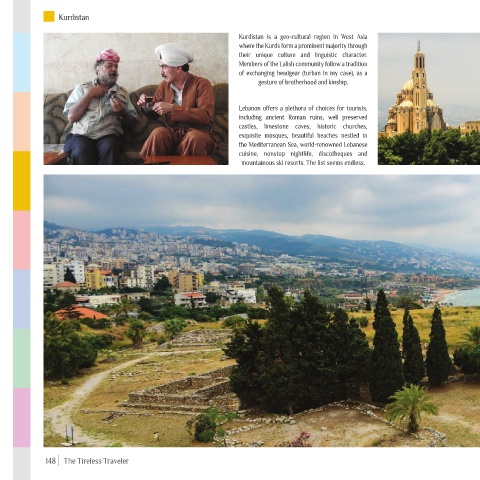 Kurdistan
Kurdistan is a geo-cultural region in West Asia
where the Kurds form a prominent majority through
their unique culture and linguistic character.
Members of the Lalish community follow a tradition
of exchanging headgear (turban in my case), as a
gesture of brotherhood and kinship.
Lebanon offers a plethora of choices for tourists,
including ancient Roman ruins, well preserved
castles, limestone caves, historic churches,
exquisite mosques, beautiful beaches nestled in
the Mediterranean Sea, world-renowned Lebanese
cuisine, nonstop nightlife, discotheques and
mountainous ski resorts. The list seems endless.
148 | The Tireless Traveler